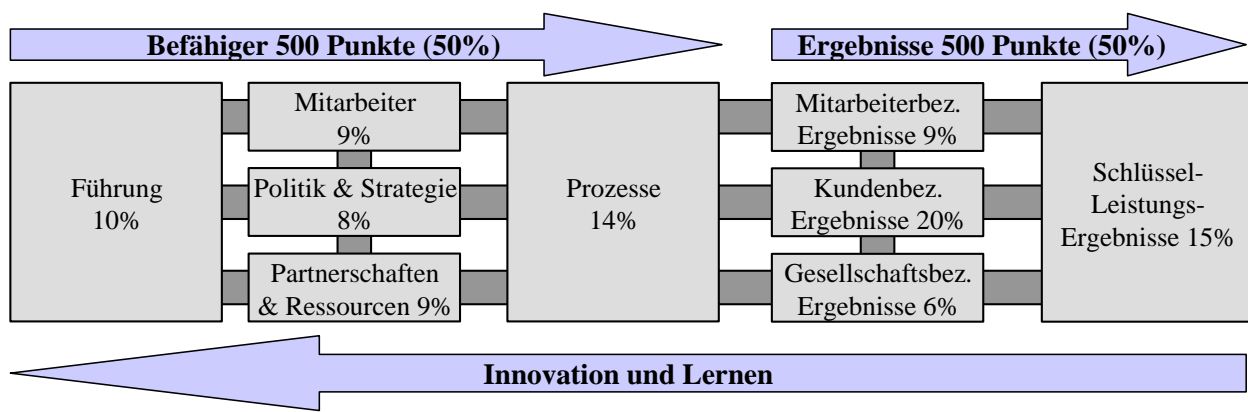 Befähiger 500 Punkte (50%)
Ergebnisse 500 Punkte (50%)
Führung
10%
Mitarbeiter
9%
Politik & Strategie
8%
Partnerschaften
& Ressourcen 9%
Prozesse
14%
Mitarbeiterbez.
Ergebnisse 9%
Kundenbez.
Ergebnisse 20%
Gesellschaftsbez.
Ergebnisse 6%
Schlüssel-
Leistungs-
Ergebnisse 15%
Innovation und Lernen